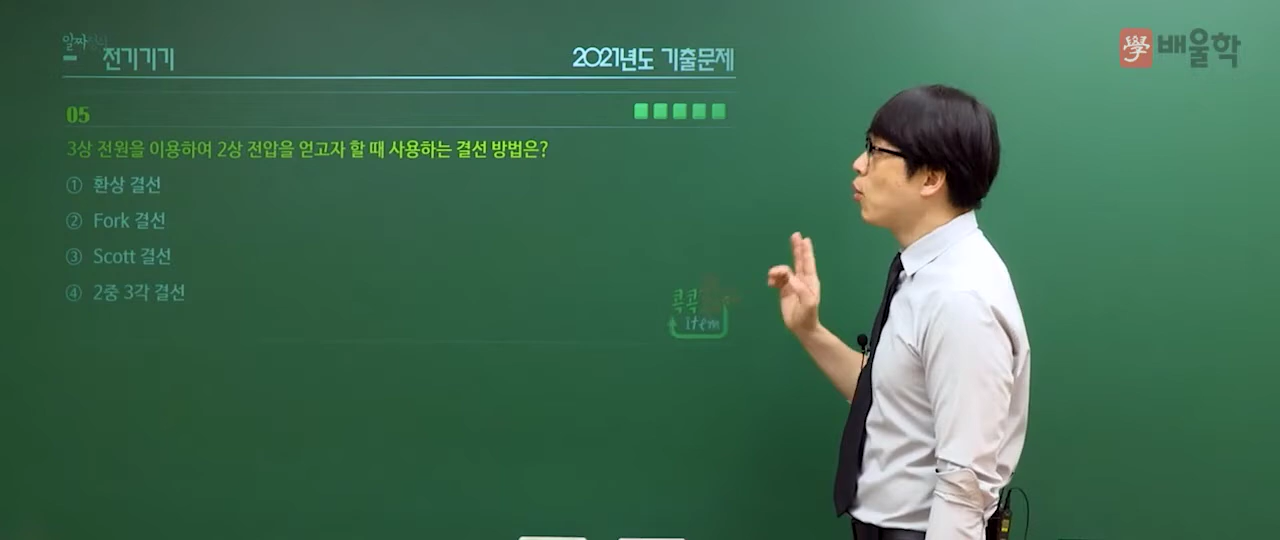 알짜
전기기기
2021년도 기출문제
學 배울학
05
3상 전원을 이용하여 2상 전압을 얻고자 할 때 사용하는 결선 방법은?
① 환상 결선
② Fork 결선
③ Scott 결선
④ 2중 3각 결선
콕콕
item